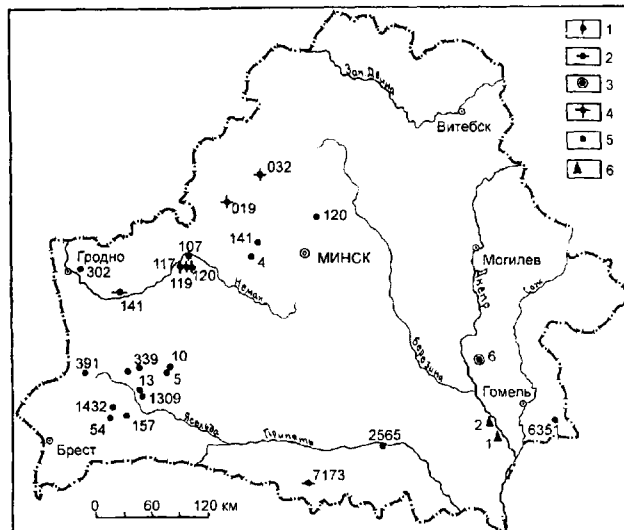 1
2
3
4
5
6
Зап. Двина
Витебск
032
019
120
141
4
МИНСК
107
117
119
120
Гродно
302
141
Неман
Могилев
Днепр
Сож
Березина
391
339
10
5
13
1309
1432
54
157
Ясельда
Брест
Припять
2565
7173
6
Гомель
2
1
635
0 60 120 км